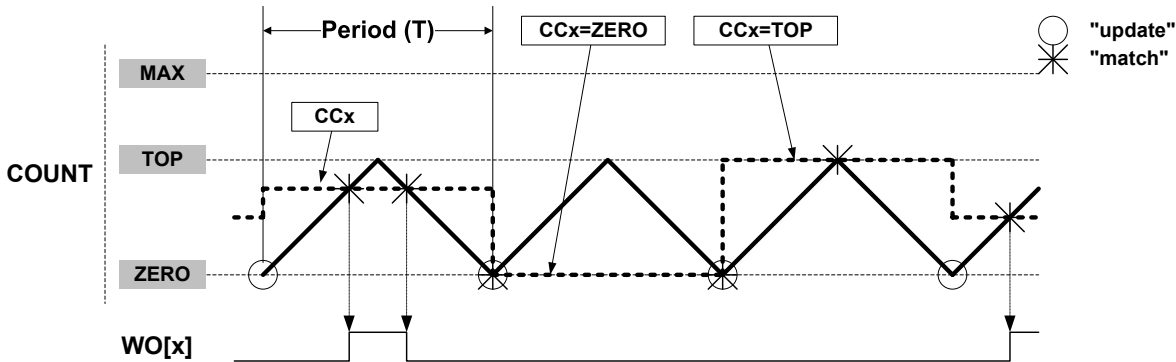 Period (T)
CCx=ZERO
CCx=TOP
"update"
"match"
MAX
CCx
TOP
COUNT
ZERO
WO[x]